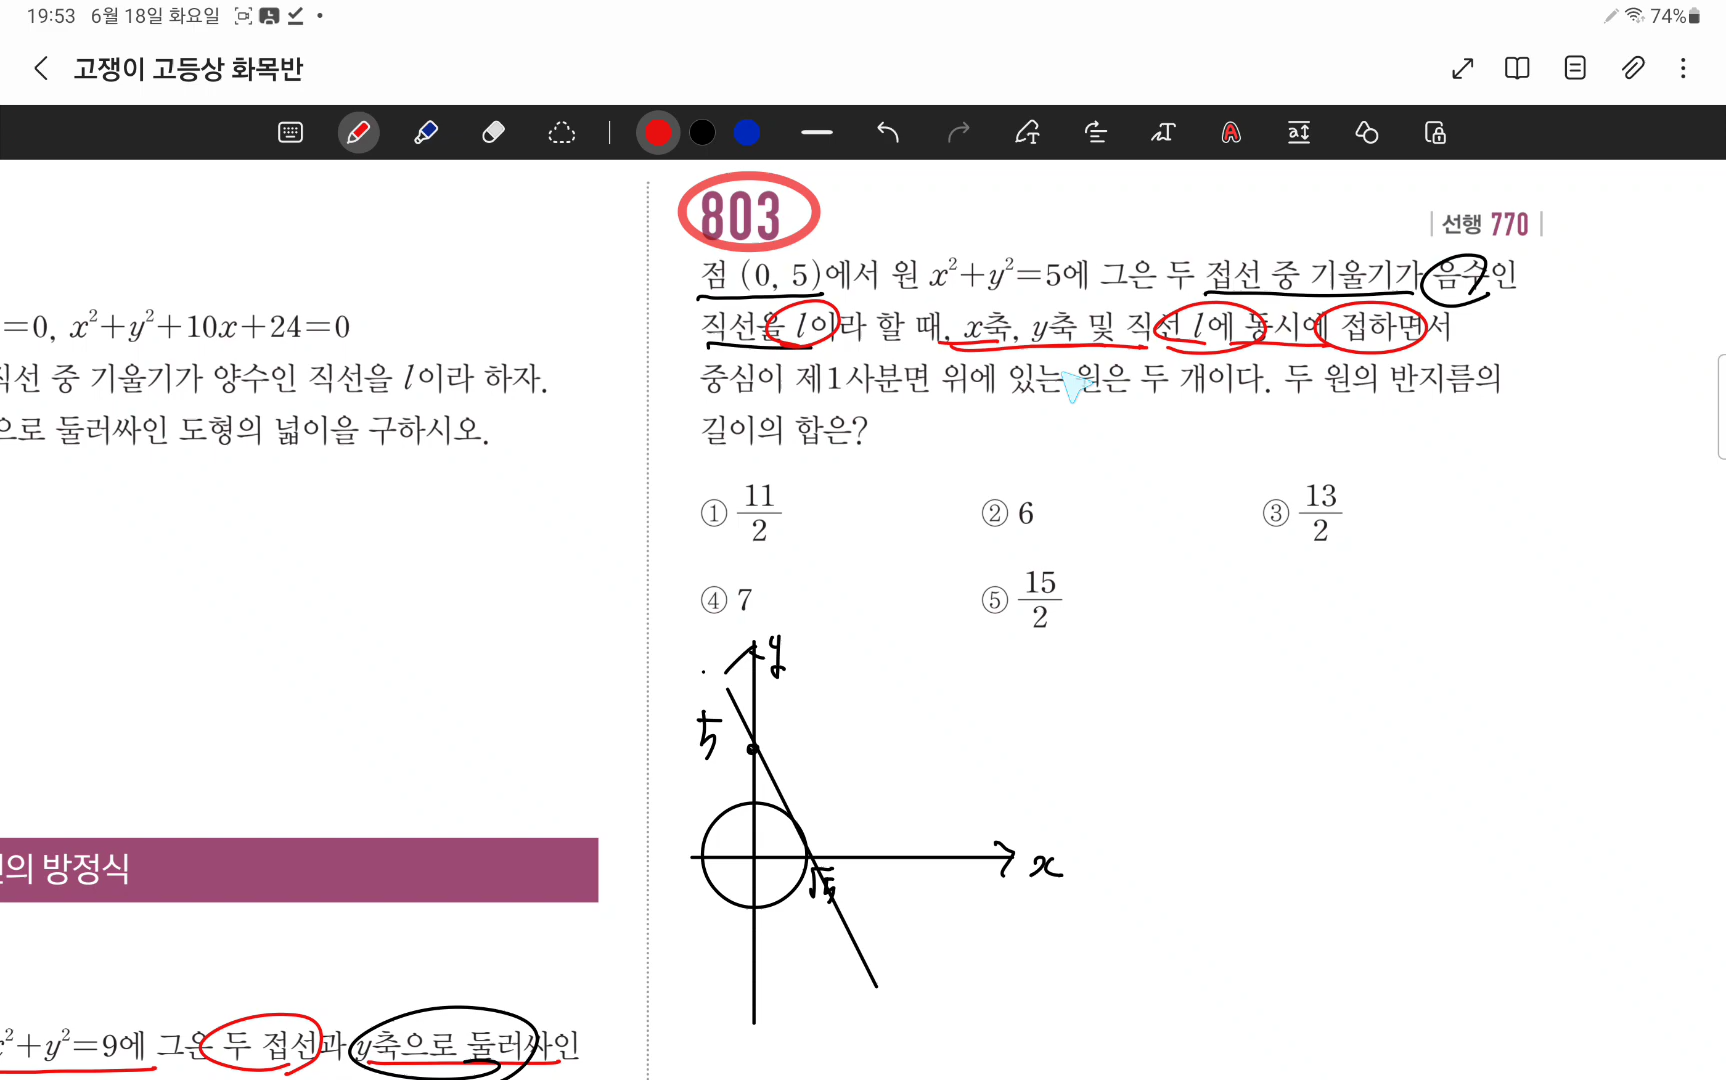 19:53 6월 18일 화요일
74%
고쟁이 고등상 화목반
=0, x²+y²+10x+24=0
직선 중 기울기가 양수인 직선을 l이라 하자.
으로 둘러싸인 도형의 넓이을 구하시오.
의 방정식
x²+y²=9에 그은 두 접선과 y축으로 둘러싸인
803
선행 770
점 (0, 5)에서 원 x²+y²=5에 그은 두 접선 중 기울기가 음수인
직선을 l이라 할 때, x축, y축 및 직선 l에 동시에 접하면서
중심이 제1사분면 위에 있는 원은 두 개이다. 두 원의 반지름의
길이의 합은?
① 11/2 ② 6 ③ 13/2
④ 7 ⑤ 15/2
y
5
√5
x